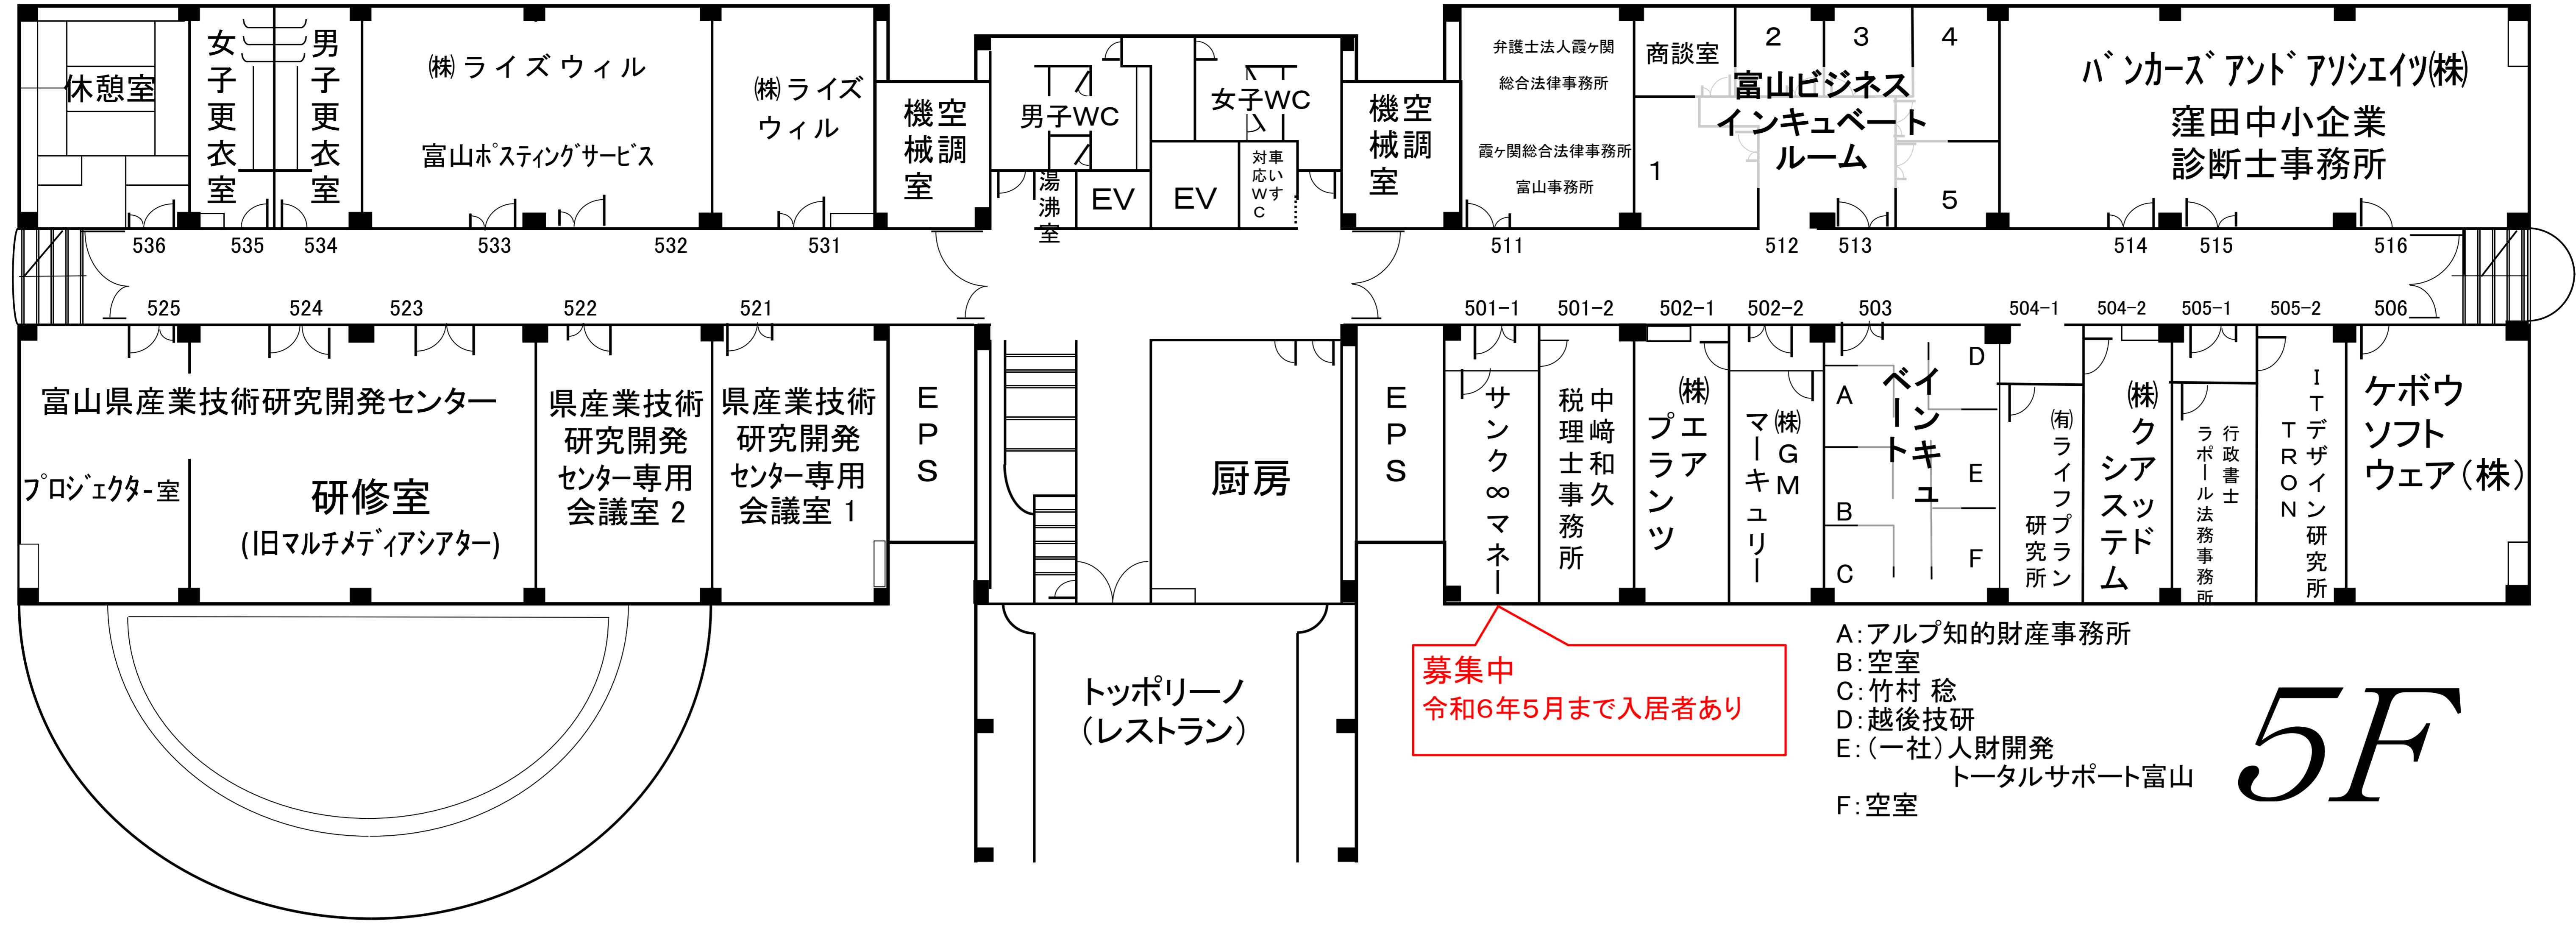 休憩室
女子更衣室
男子更衣室
㈱ライズウィル
富山ﾎﾟｽﾃｨﾝｸﾞｻｰﾋﾞｽ
㈱ライズ
ウィル
空調
機械室
男子WC
女子WC
湯沸室
EV
EV
車いす
対応WC
空調
機械室
弁護士法人霞ヶ関
総合法律事務所
霞ヶ関総合法律事務所
富山事務所
商談室
1
2
3
4
5
富山ビジネス
インキュベート
ルーム
ﾊﾞﾝｶｰｽﾞｱﾝﾄﾞｱｿｼｴｲﾂ㈱
窪田中小企業
診断士事務所
536
535
534
533
532
531
511
512
513
514
515
516
525
524
523
522
521
501-1
501-2
502-1
502-2
503
504-1
504-2
505-1
505-2
506
富山県産業技術研究開発センター
ﾌﾟﾛｼﾞｪｸﾀｰ室
研修室
(旧ﾏﾙﾁﾒﾃﾞｨｱｼｱﾀｰ)
県産業技術
研究開発
ｾﾝﾀｰ専用
会議室 2
県産業技術
研究開発
ｾﾝﾀｰ専用
会議室 1
EPS
厨房
EPS
サンク∞マネー
中﨑和久
税理士事務所
㈱エア
プランツ
㈱GM
マーキュリー
インキュ
ベート
A
B
C
D
E
F
㈲ライフプラン
研究所
㈱クアッド
システム
行政書士
ラポール法務事務所
ITデザイン研究所
TRON
ケボウ
ソフト
ウェア(株)
トッポリーノ
(レストラン)
募集中
令和6年5月まで入居者あり
A:アルプ知的財産事務所
B:空室
C:竹村 稔
D:越後技研
E:(一社)人財開発
トータルサポート富山
F:空室
5F